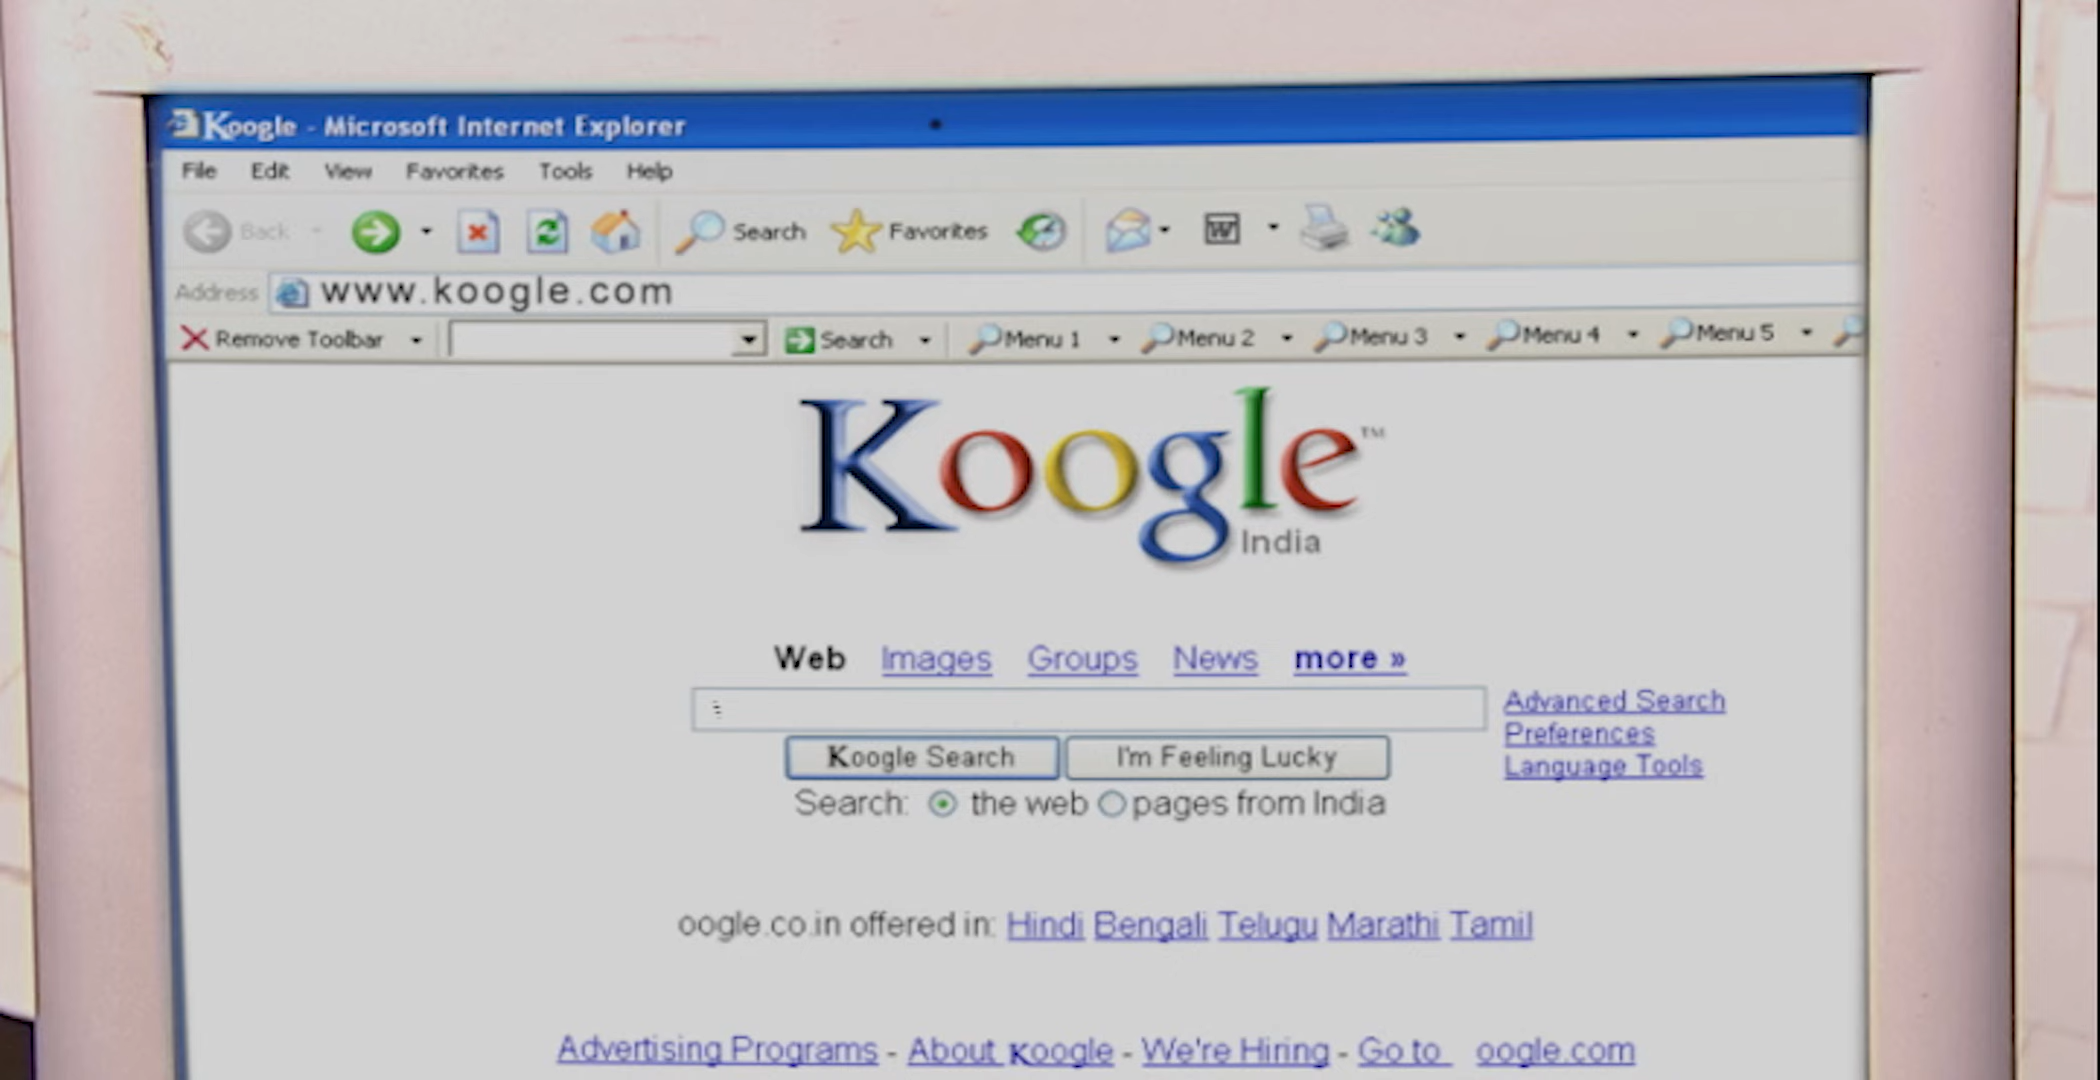 Koogle - Microsoft Internet Explorer
File Edit View Favorites Tools Help
Back Search Favorites W
Address www.koogle.com
Remove Toolbar Search Menu 1 Menu 2 Menu 3 Menu 4 Menu 5
Koogle™
India
Web Images Groups News more »
Advanced Search
Preferences
Language Tools
Koogle Search I'm Feeling Lucky
Search: the web pages from India
oogle.co.in offered in: Hindi Bengali Telugu Marathi Tamil
Advertising Programs - About Koogle - We're Hiring - Go to oogle.com